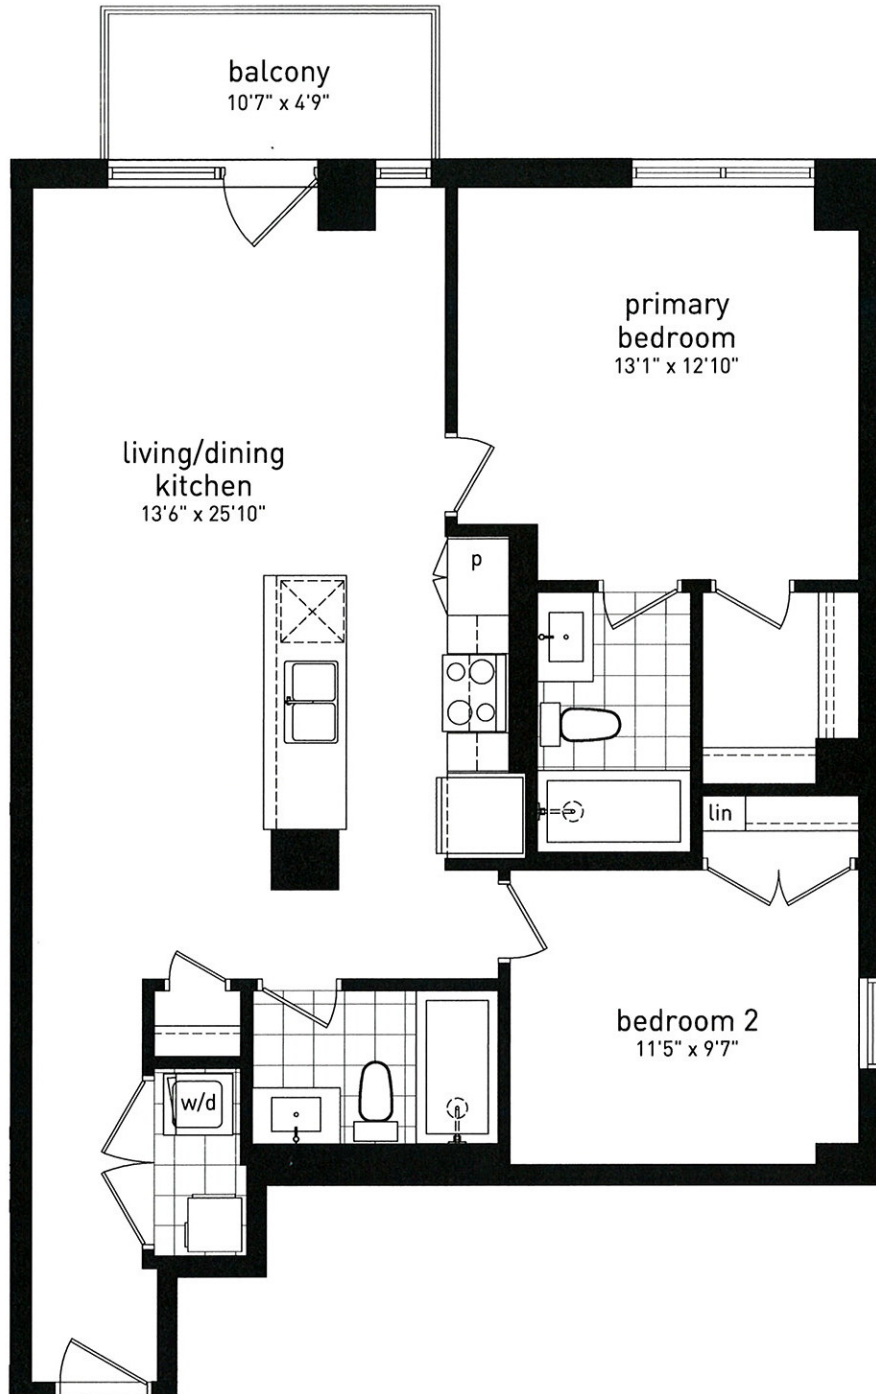 balcony
10'7" x 4'9"
primary
bedroom
13'1" x 12'10"
living/dining
kitchen
13'6" x 25'10"
p
lin
bedroom 2
11'5" x 9'7"
w/d